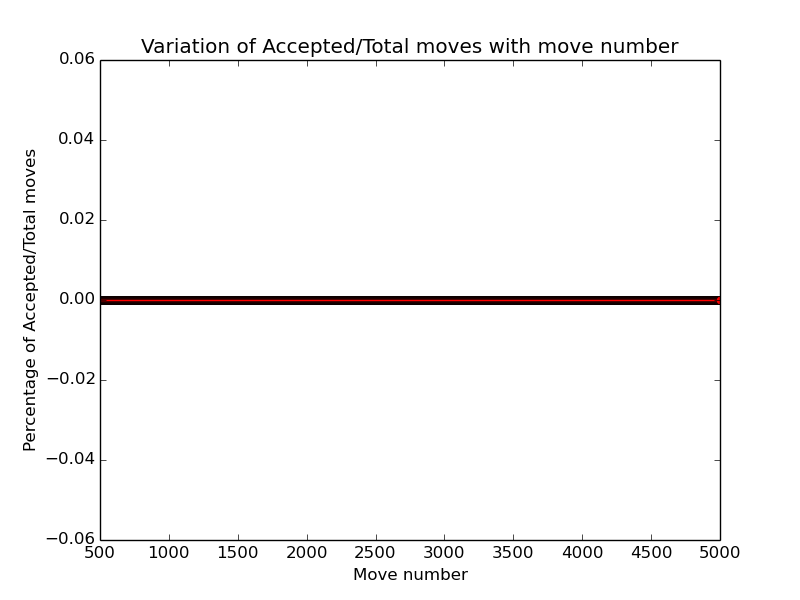 Variation of Accepted/Total moves with move number
0.06
0.04
0.02
0.00
−0.02
−0.04
−0.06
Percentage of Accepted/Total moves
500 1000 1500 2000 2500 3000 3500 4000 4500 5000
Move number